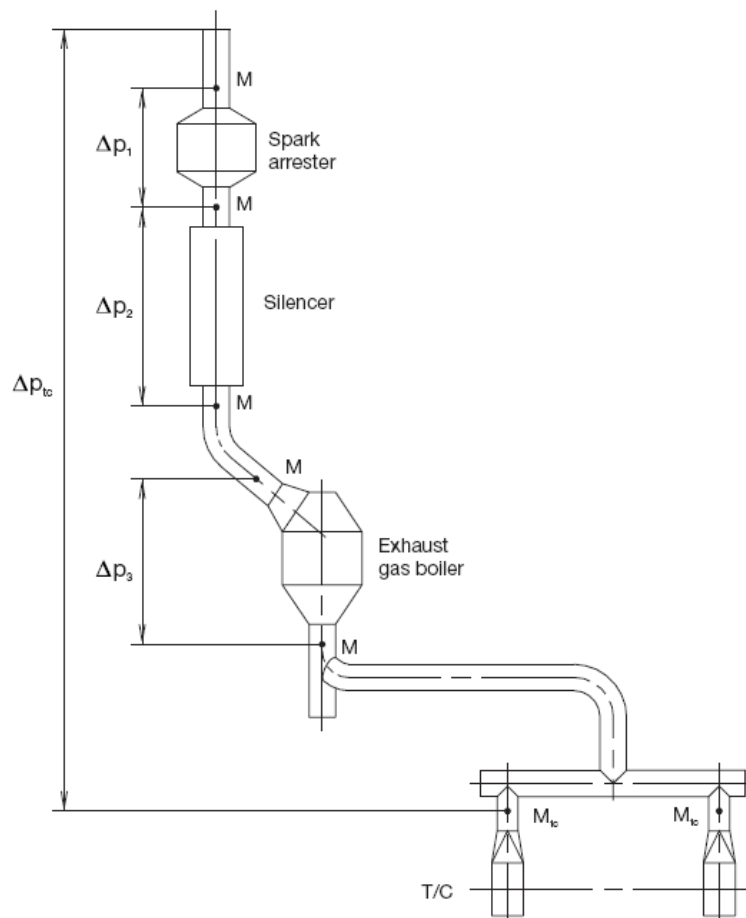 M
Δp₁
Spark
arrester
M
Δp₂
Silencer
Δptc
M
M
Exhaust
gas boiler
Δp₃
M
Mtc
Mtc
T/C